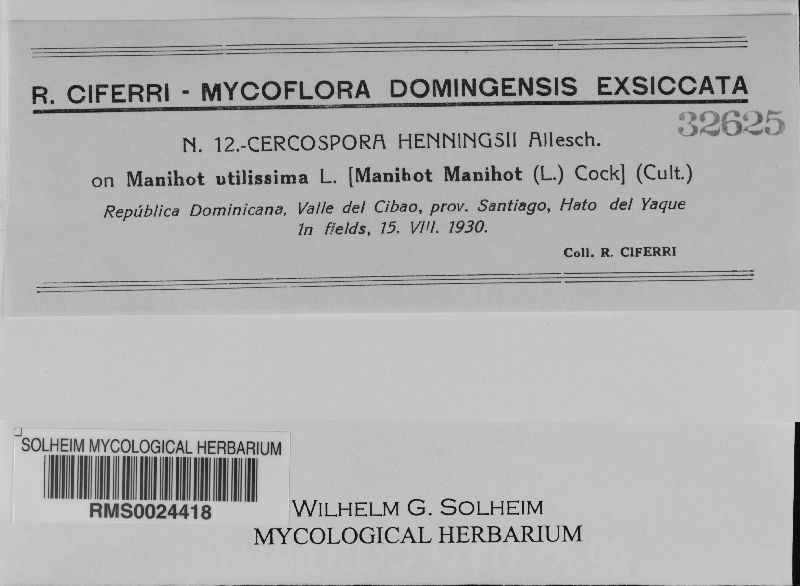 R. CIFERRI - MYCOFLORA DOMINGENSIS EXSICCATA
32625
N. 12.-CERCOSPORA HENNINGSII Allesch.
on Manihot utilissima L. [Manihot Manihot (L.) Cock] (Cult.)
República Dominicana, Valle del Cibao, prov. Santiago, Hato del Yaque
In fields, 15. VIII. 1930.
Coll. R. CIFERRI
SOLHEIM MYCOLOGICAL HERBARIUM
RMS0024418
WILHELM G. SOLHEIM
MYCOLOGICAL HERBARIUM